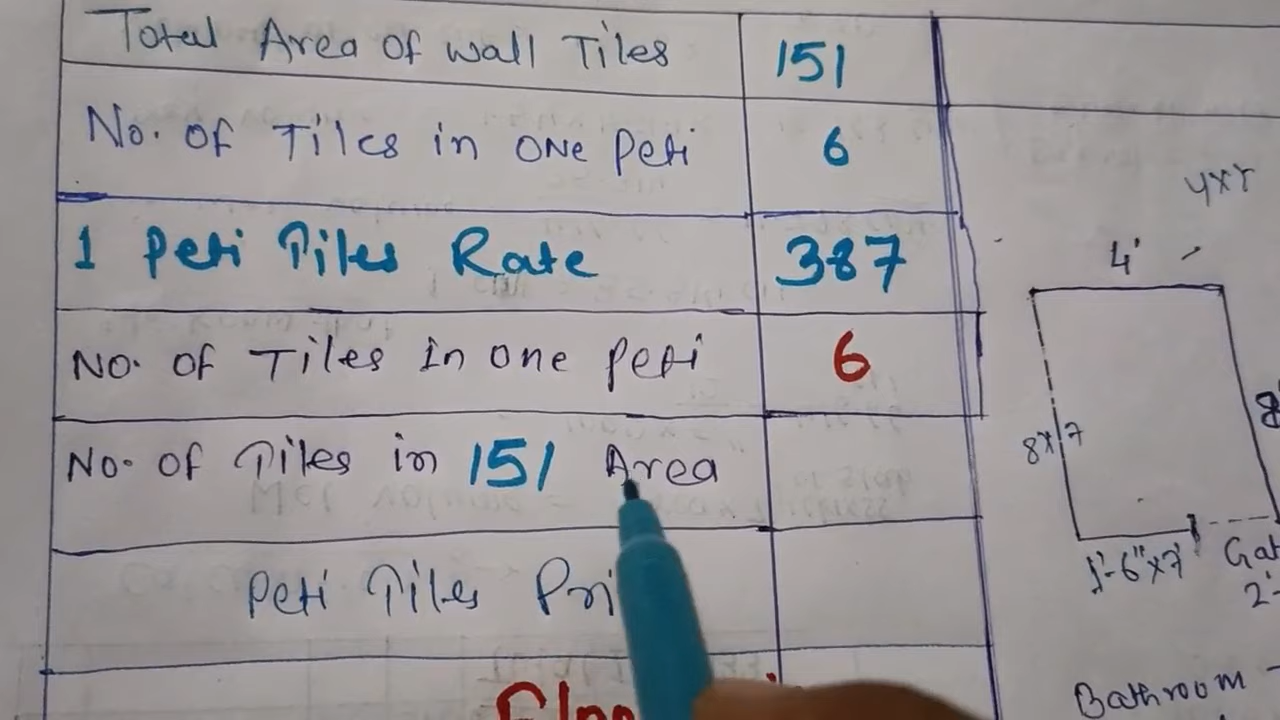 Total Area Of Wall Tiles 151
No. Of Tiles in ONE Peti 6
1 Peti Tiles Rate 387
No. Of Tiles In One Peti 6
No. Of Tiles in 151 Area
Peti Tiles Pri
4'
8x7
1'-6"x7'
Bathroom